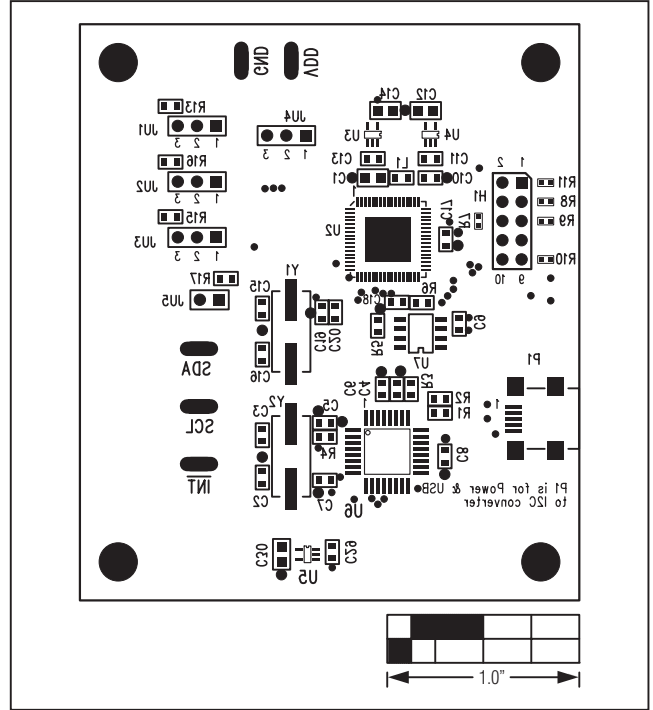 GND
VDD
R13
JU1
3 2 1
JU4
3 2 1
C14
C12
U3
U4
R16
JU2
3 2 1
C13
C11
C1
L1
C10
1
2 1
H1
R11
R8
R9
R10
10 9
R15
JU3
3 2 1
U2
C17
R7
R17
JU5
C15
Y1
C16
C19
C20
C18
R6
R5
U7
C9
SDA
SCL
INT
C3
Y2
C2
C5
R4
C7
C6
C4
R3
1
R2
R1
C8
U6
P1
1
P1 is for Power & USB
to I2C converter
C30
U5
C29
1.0"